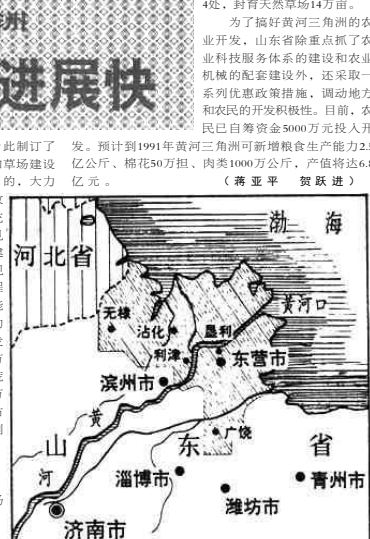 4处，封育天然草场14万亩。
为了搞好黄河三角洲的农
业开发，山东省除重点抓了农
业科技服务体系的建设和农业
机械的配套建设外，还采取一
系列优惠政策措施，调动地方
和农民的开发积极性。目前，农
民已自筹资金5000万元投入开
进展快
此制订了
草场建设
的，大力
发。预计到1991年黄河三角洲可新增粮食生产能力2.5
亿公斤、棉花50万担、肉类1000万公斤，产值将达6.8
亿元。
（蒋亚平 贺跃进）
渤海
河北省
黄河口
无棣
沾化
垦利
利津
东营市
滨州市
黄
河
广饶
山东省
淄博市
青州市
潍坊市
济南市